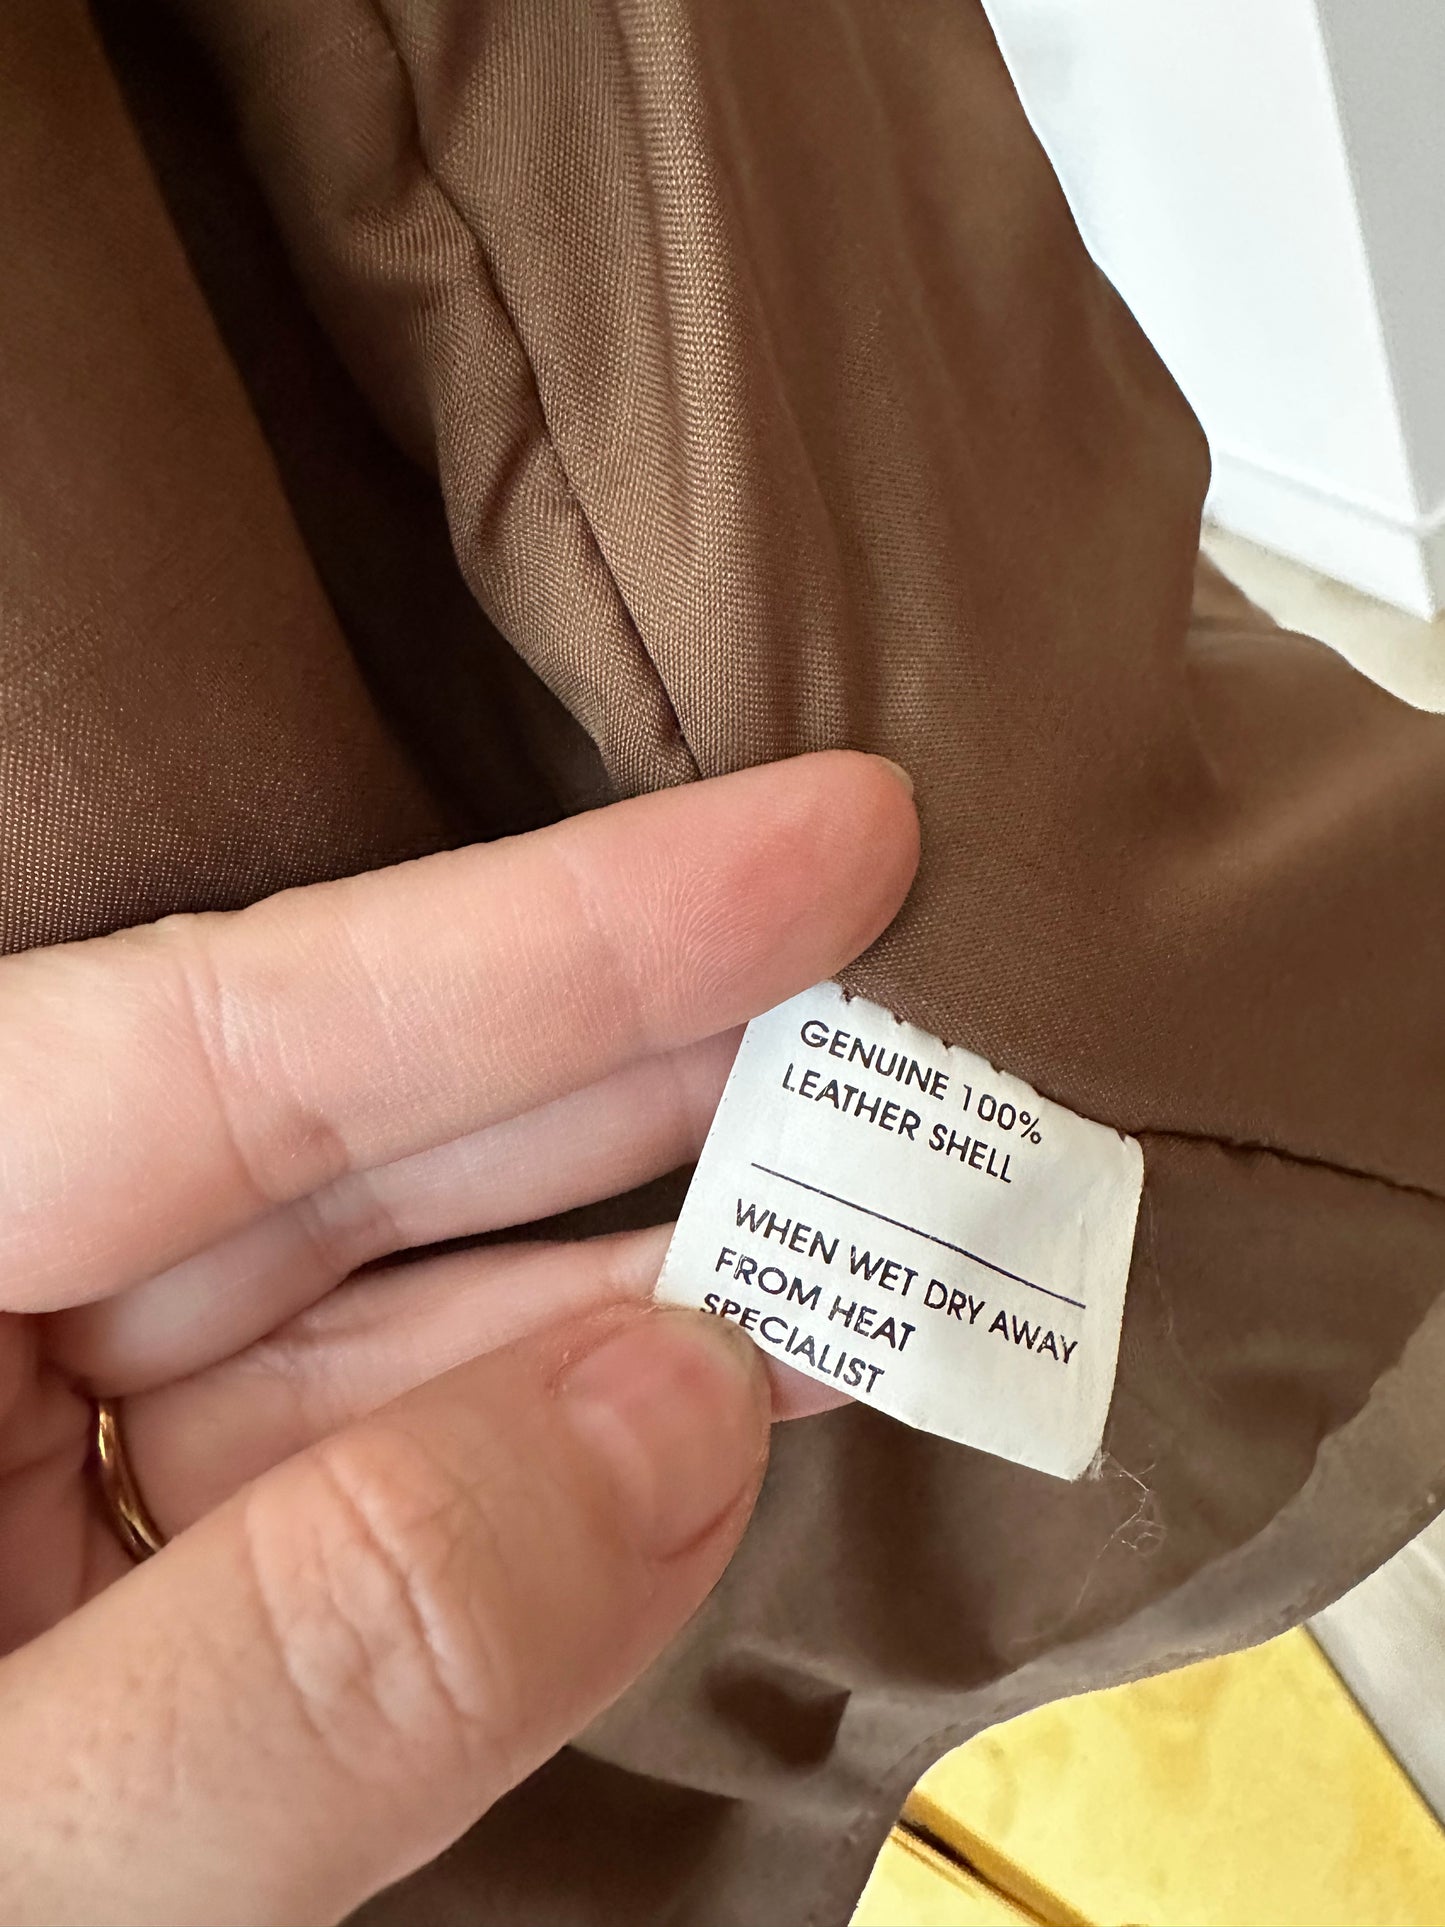 GENUINE 100%
LEATHER SHELL
WHEN WET DRY AWAY
FROM HEAT
SPECIALIST